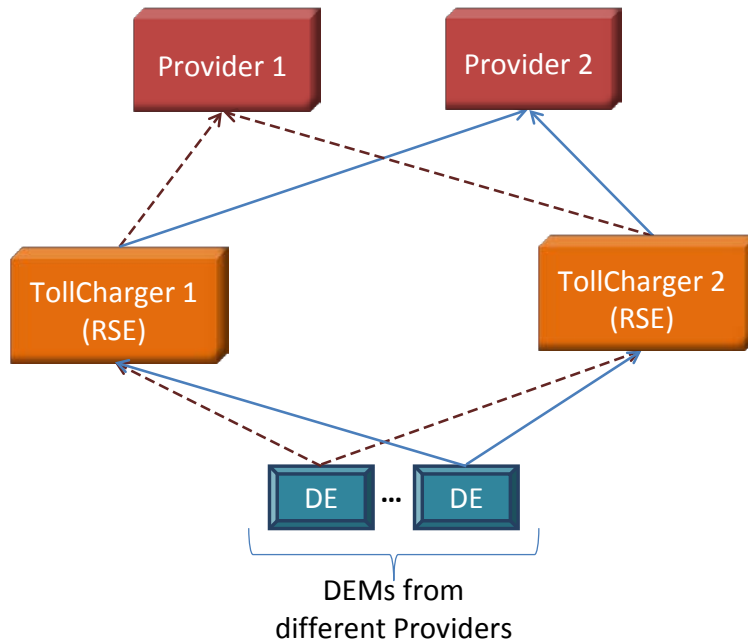 Provider 1
Provider 2
TollCharger 1
(RSE)
TollCharger 2
(RSE)
DE ... DE
DEMs from
different Providers